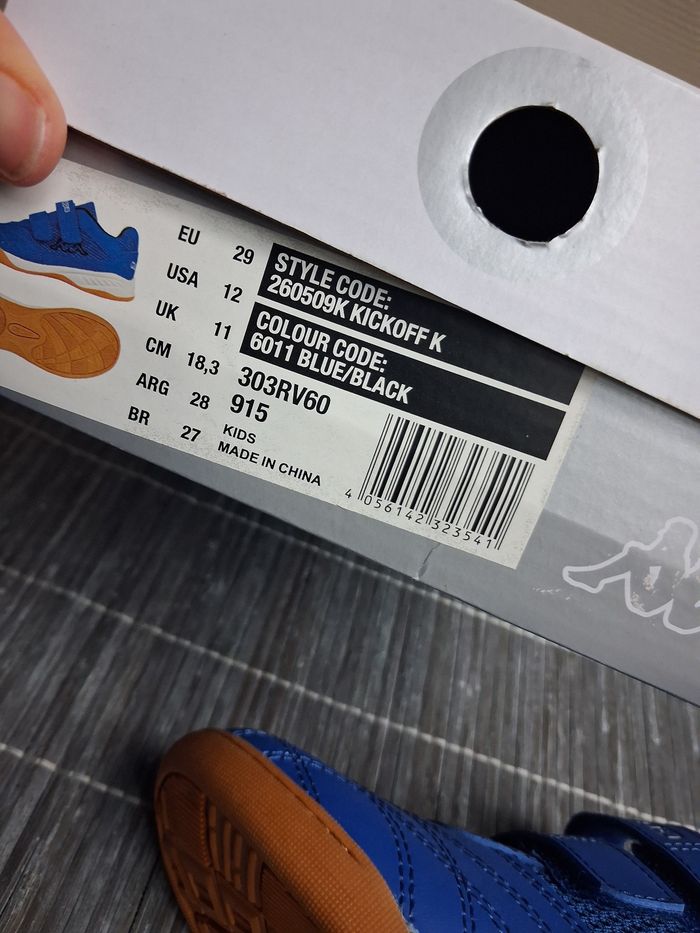 EU 29
USA 12
UK 11
CM 18,3
ARG 28
BR 27
STYLE CODE:
260509K KICKOFF K
COLOUR CODE:
6011 BLUE/BLACK
303RV60
915
KIDS
MADE IN CHINA
4 056142 323541